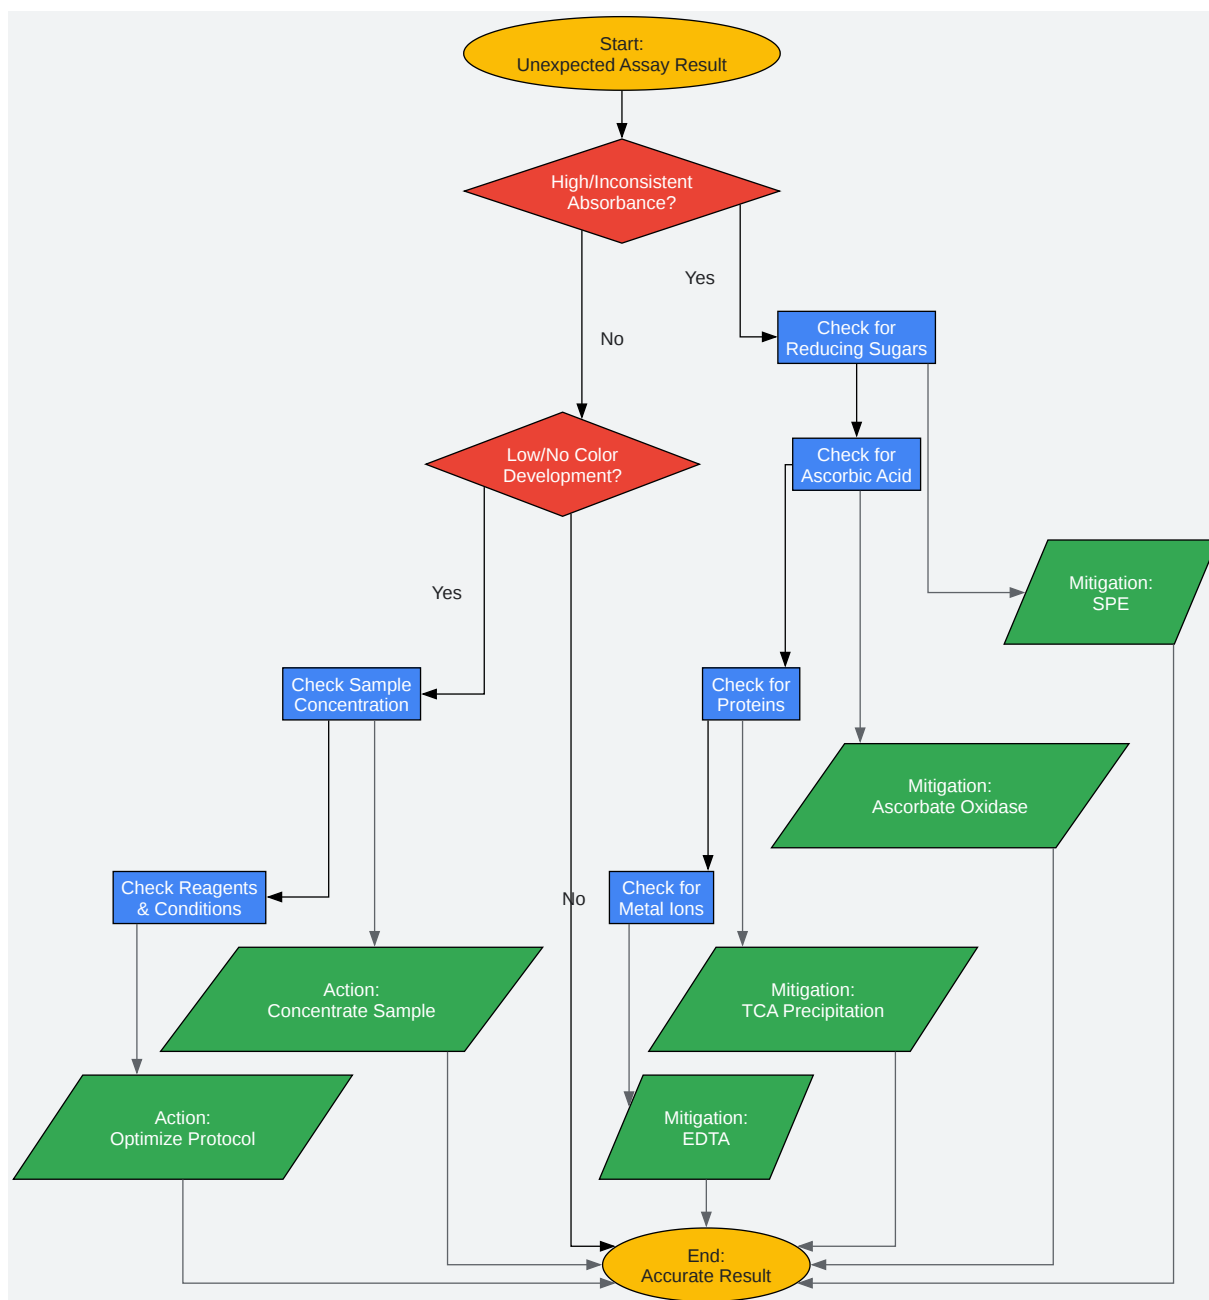 Start:
Unexpected Assay Result
High/Inconsistent
Absorbance?
Yes
No
Check for
Reducing Sugars
Low/No Color
Development?
Check for
Ascorbic Acid
Yes
Mitigation:
SPE
Check Sample
Concentration
Check for
Proteins
Mitigation:
Ascorbate Oxidase
Check Reagents
& Conditions
No
Check for
Metal Ions
Action:
Concentrate Sample
Mitigation:
TCA Precipitation
Action:
Optimize Protocol
Mitigation:
EDTA
End:
Accurate Result